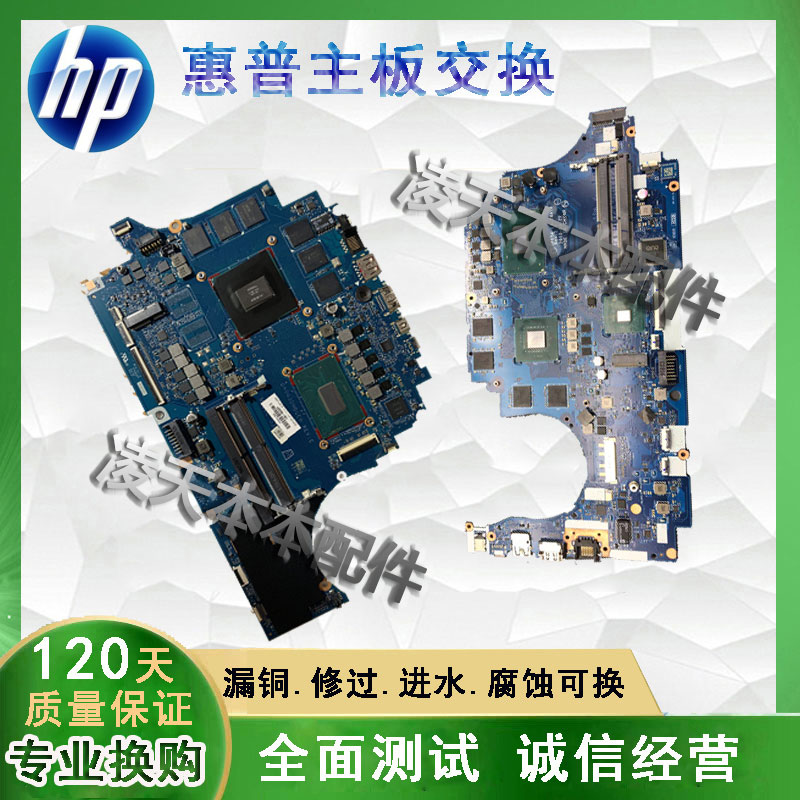 hp
惠普主板交换
凌天本本配件
凌天本本配件
120天
质量保证
专业换购
漏铜.修过.进水.腐蚀可换
全面测试 诚信经营